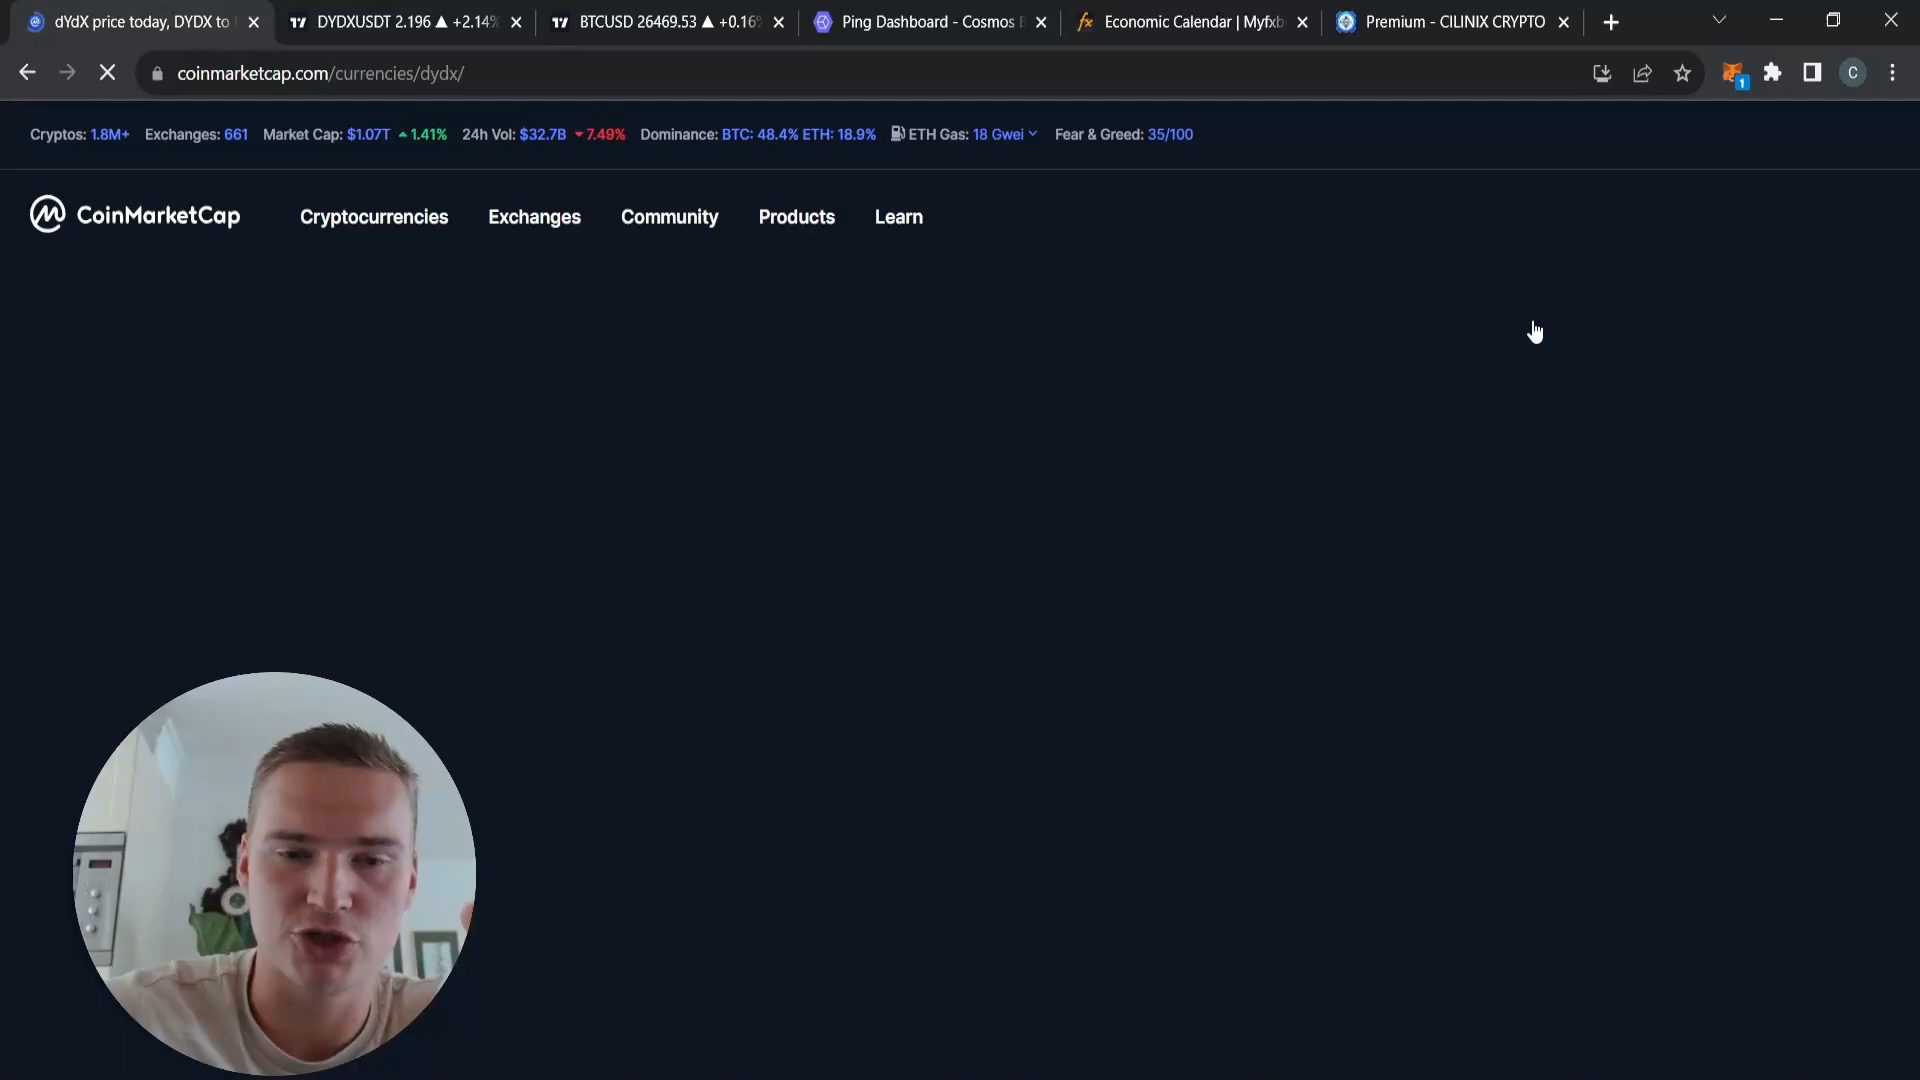 dYdX price today, DYDX to
DYDXUSDT 2.196 ▲ +2.14%
BTCUSD 26469.53 ▲ +0.16%
Ping Dashboard - Cosmos
Economic Calendar | Myfxb
Premium - CILINIX CRYPTO
coinmarketcap.com/currencies/dydx/
1
C
Cryptos: 1.8M+ Exchanges: 661 Market Cap: $1.07T 1.41% 24h Vol: $32.7B 7.49% Dominance: BTC: 48.4% ETH: 18.9% ETH Gas: 18 Gwei Fear & Greed: 35/100
CoinMarketCap Cryptocurrencies Exchanges Community Products Learn